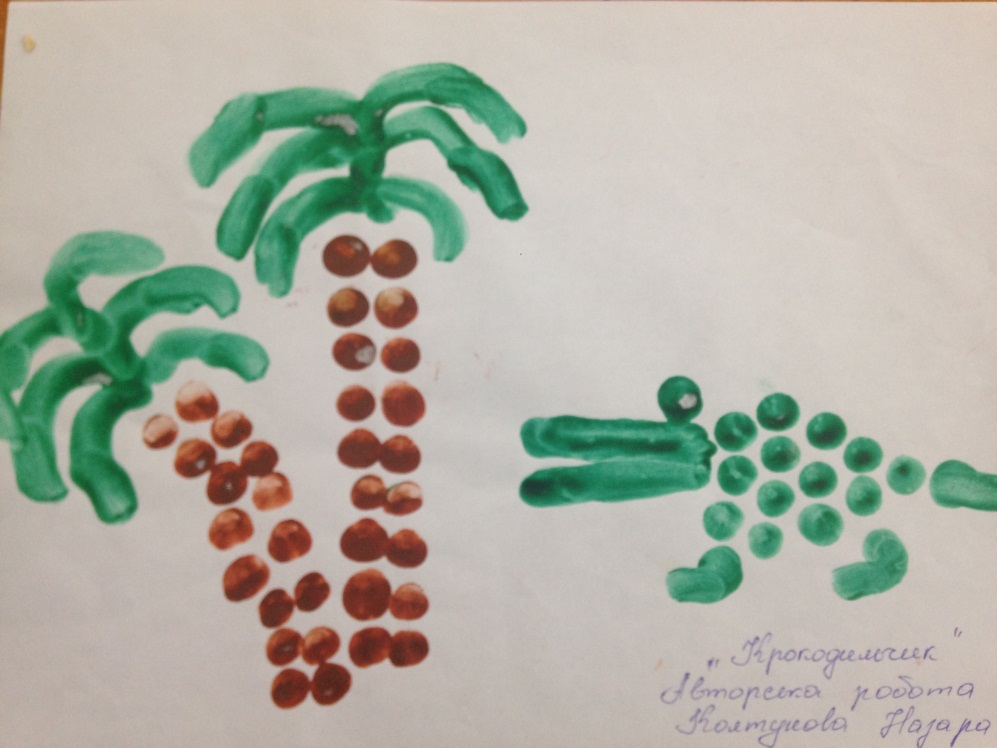 „Крокодильчик"
Авторська робота
Колтунова Назара